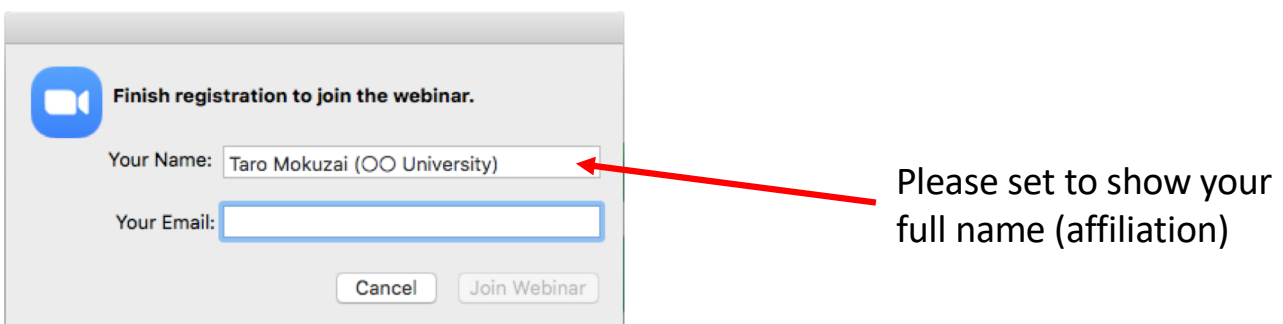 Finish registration to join the webinar.
Your Name: Taro Mokuzai (○○ University)
Please set to show your
full name (affiliation)
Your Email:
Cancel Join Webinar